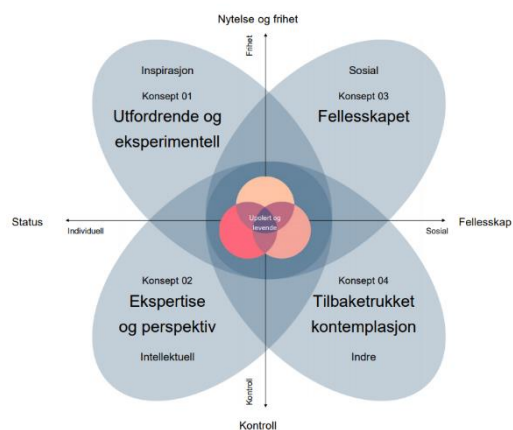 Nytelse og frihet
Frihet
Inspirasjon
Konsept 01
Utfordrende og
eksperimentell
Sosial
Konsept 03
Fellesskapet
Upolert og
levende
Status
Individuell
Sosial
Fellesskap
Konsept 02
Ekspertise
og perspektiv
Intellektuell
Konsept 04
Tilbaketrukket
kontemplasjon
Indre
Kontroll
Kontroll